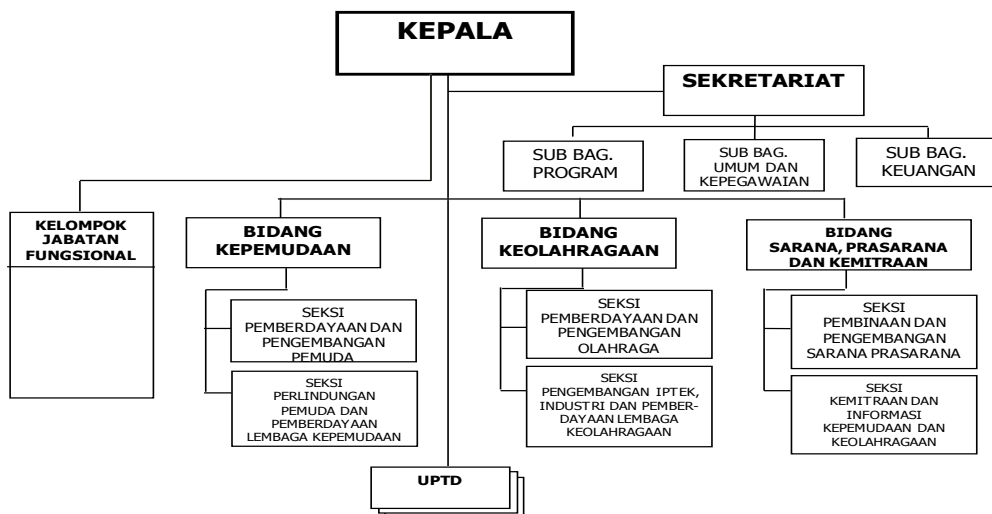 KEPALA
SEKRETARIAT
SUB BAG.
PROGRAM
SUB BAG.
UMUM DAN
KEPEGAWAIAN
SUB BAG.
KEUANGAN
KELOMPOK
JABATAN
FUNGSIONAL
BIDANG
KEPEMUDAAN
BIDANG
KEOLAHRAGAAN
BIDANG
SARANA, PRASARANA
DAN KEMITRAAN
SEKSI
PEMBERDAYAAN DAN
PENGEMBANGAN
PEMUDA
SEKSI
PEMBERDAYAAN DAN
PENGEMBANGAN
OLAHRAGA
SEKSI
PEMBINAAN DAN
PENGEMBANGAN
SARANA PRASARANA
SEKSI
PERLINDUNGAN
PEMUDA DAN
PEMBERDAYAAN
LEMBAGA KEPEMUDAAN
SEKSI
PENGEMBANGAN IPTEK,
INDUSTRI DAN PEMBER-
DAYAAN LEMBAGA
KEOLAHRAGAAN
SEKSI
KEMITRAAN DAN
INFORMASI
KEPEMUDAAN DAN
KEOLAHRAGAAN
UPTD